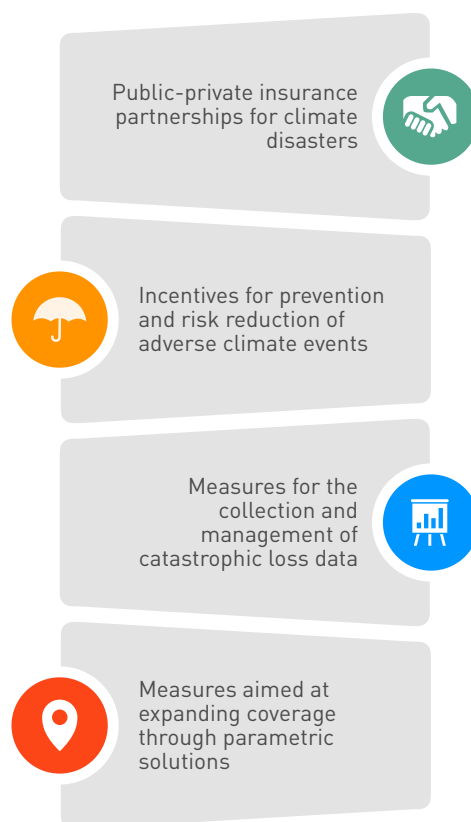 Public-private insurance
partnerships for climate
disasters
Incentives for prevention
and risk reduction of
adverse climate events
Measures for the
collection and
management of
catastrophic loss data
Measures aimed at
expanding coverage
through parametric
solutions